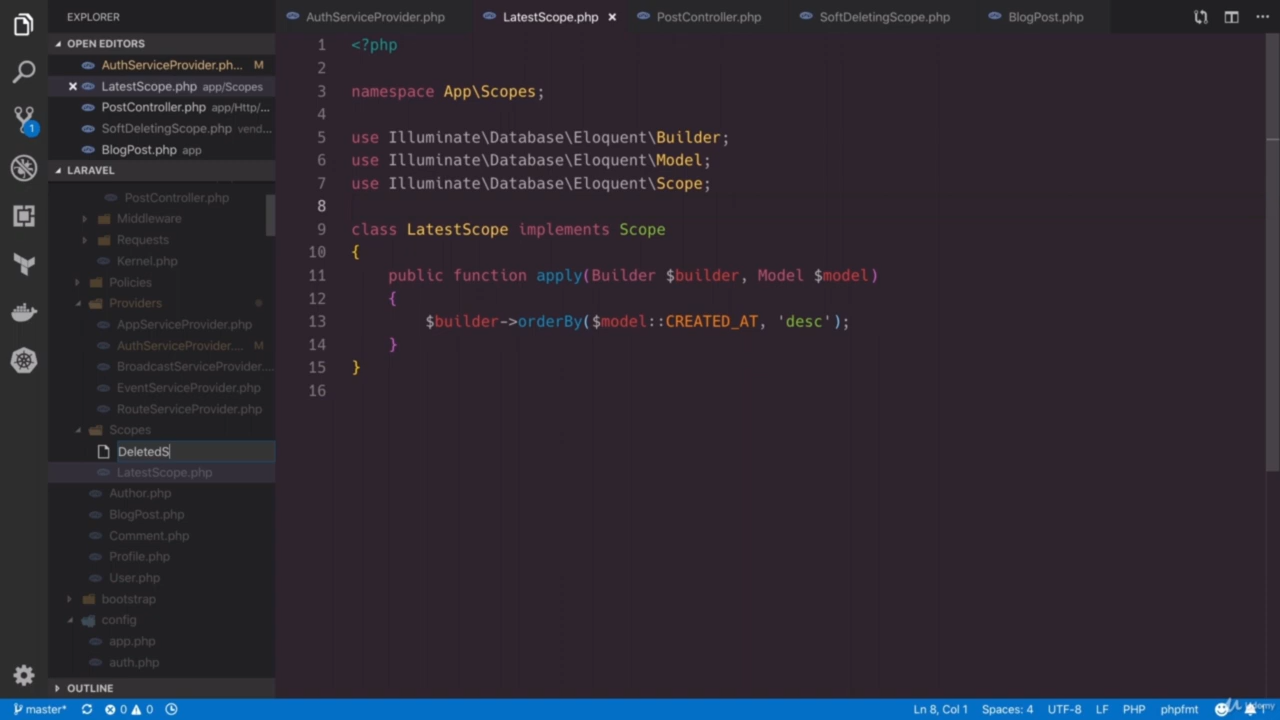 EXPLORER
OPEN EDITORS
AuthServiceProvider.ph... M
LatestScope.php app/Scopes
PostController.php app/Http/...
SoftDeletingScope.php vend...
BlogPost.php app
LARAVEL
PostController.php
Middleware
Requests
Kernel.php
Policies
Providers
AppServiceProvider.php
AuthServiceProvider.... M
BroadcastServiceProvider....
EventServiceProvider.php
RouteServiceProvider.php
Scopes
DeletedS
LatestScope.php
Author.php
BlogPost.php
Comment.php
Profile.php
User.php
bootstrap
config
app.php
auth.php
OUTLINE
AuthServiceProvider.php LatestScope.php PostController.php SoftDeletingScope.php BlogPost.php
1 <?php
2
3 namespace App\Scopes;
4
5 use Illuminate\Database\Eloquent\Builder;
6 use Illuminate\Database\Eloquent\Model;
7 use Illuminate\Database\Eloquent\Scope;
8
9 class LatestScope implements Scope
10 {
11 public function apply(Builder $builder, Model $model)
12 {
13 $builder->orderBy($model::CREATED_AT, 'desc');
14 }
15 }
16
1
master* 0 0 Ln 8, Col 1 Spaces: 4 UTF-8 LF PHP phpfmt 1
Udemy